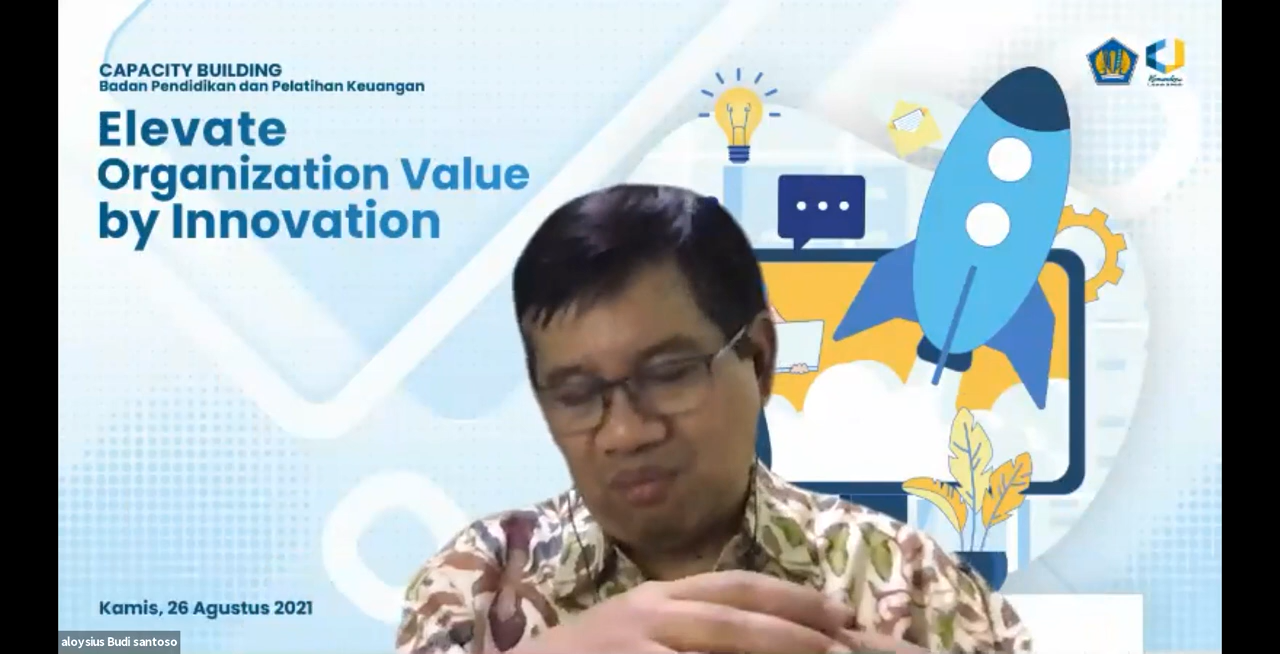 CAPACITY BUILDING
Badan Pendidikan dan Pelatihan Keuangan
Elevate
Organization Value
by Innovation
Kamis, 26 Agustus 2021
aloysius Budi santoso